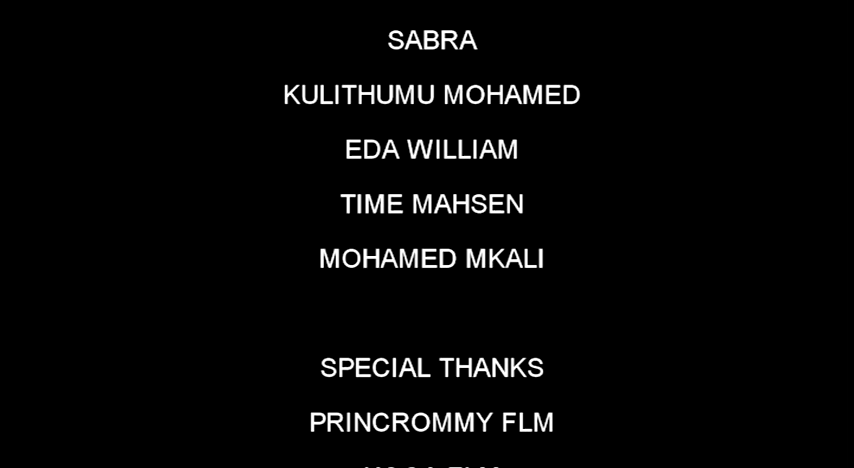 SABRA
KULITHUMU MOHAMED
EDA WILLIAM
TIME MAHSEN
MOHAMED MKALI
SPECIAL THANKS
PRINCROMMY FLM